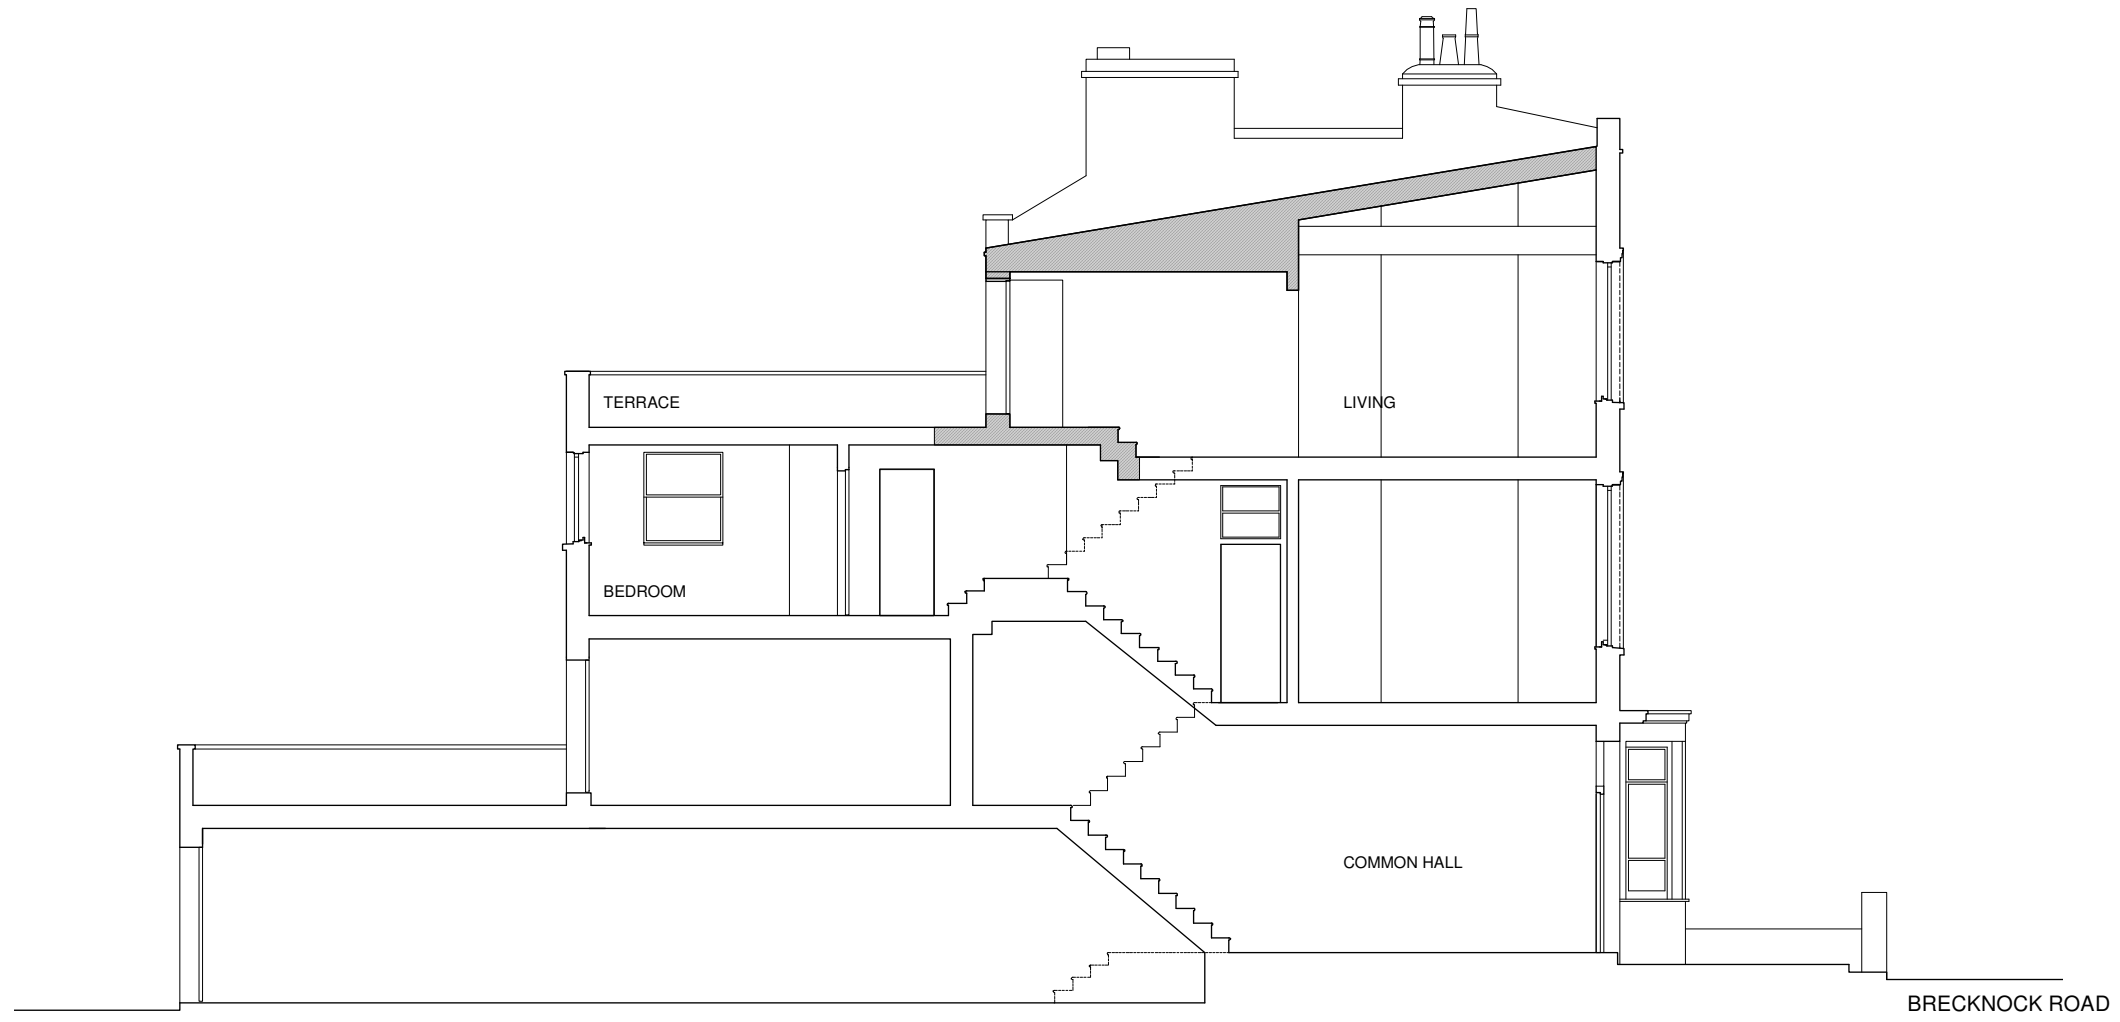 TERRACE
LIVING
BEDROOM
COMMON HALL
BRECKNOCK ROAD